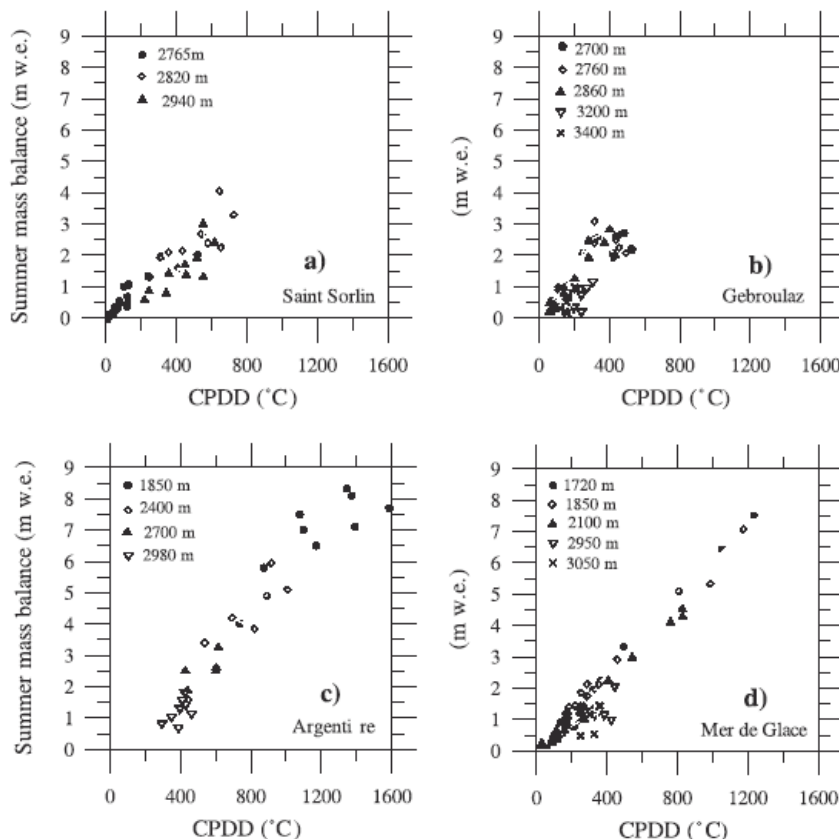 a)
b)
Summer mass balance (m w.e.)
9
8
7
6
5
4
3
2
1
0
2765m
2820 m
2940 m
a)
Saint Sorlin
0 400 800 1200 1600
CPDD (˚C)
(m w.e.)
9
8
7
6
5
4
3
2
1
0
2700 m
2760 m
2860 m
3200 m
3400 m
b)
Gebroulaz
0 400 800 1200 1600
CPDD (˚C)
Summer mass balance (m w.e.)
9
8
7
6
5
4
3
2
1
0
1850 m
2400 m
2700 m
2980 m
c)
Argenti re
0 400 800 1200 1600
CPDD (˚C)
(m w.e.)
9
8
7
6
5
4
3
2
1
0
1720 m
1850 m
2100 m
2950 m
3050 m
d)
Mer de Glace
0 400 800 1200 1600
CPDD (˚C)